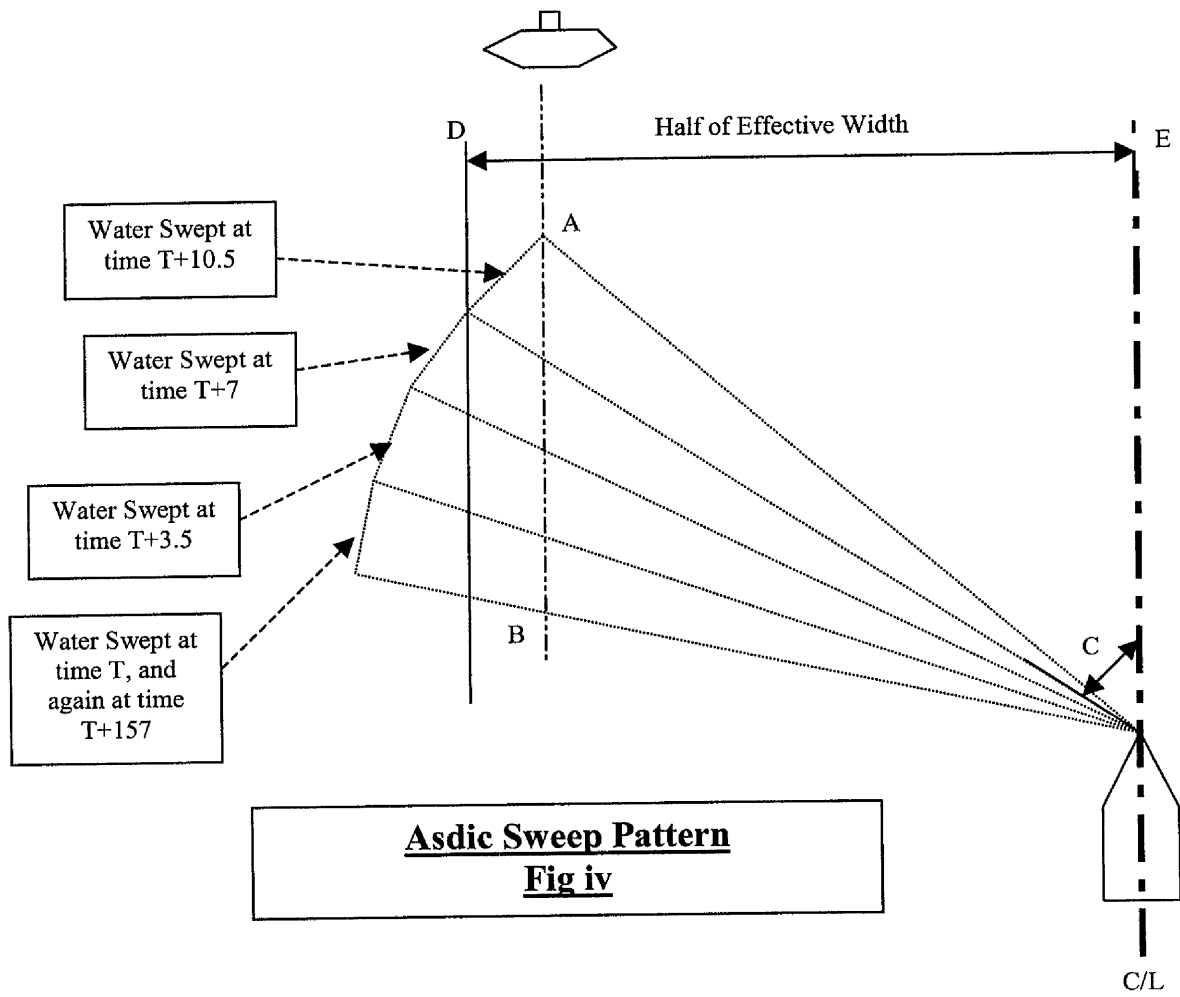 D
Half of Effective Width
E
A
Water Swept at
time T+10.5
Water Swept at
time T+7
Water Swept at
time T+3.5
B
C
Water Swept at
time T, and
again at time
T+157
Asdic Sweep Pattern
Fig iv
C/L